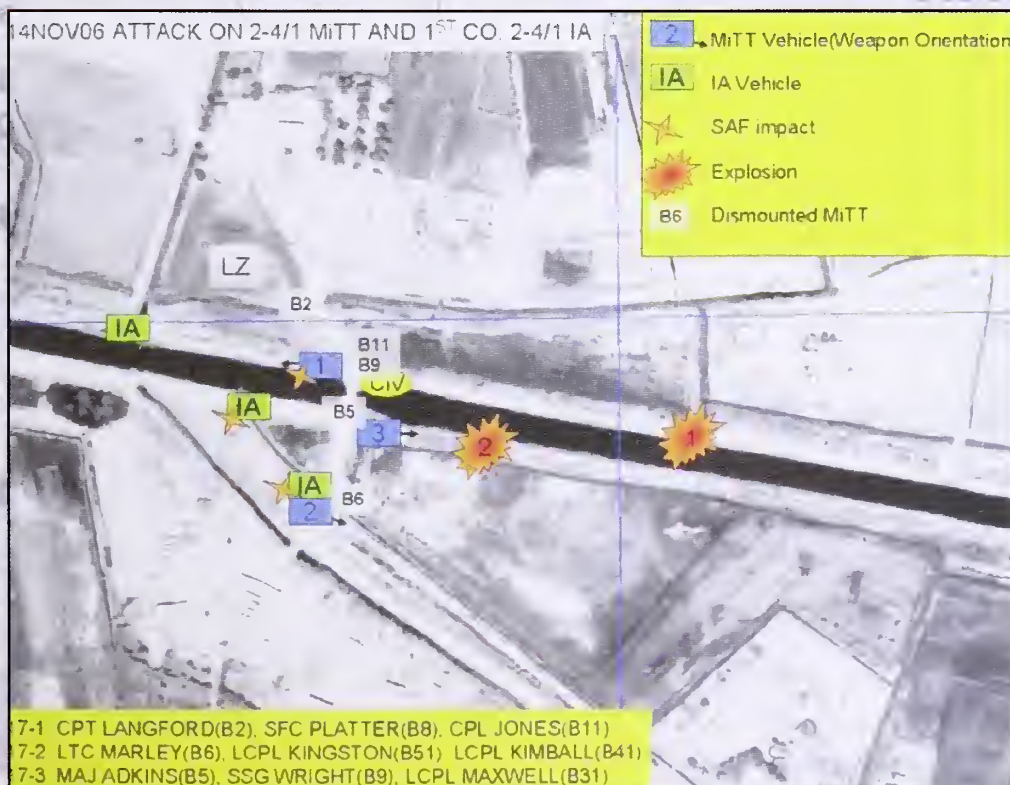 14NOV06 ATTACK ON 2-4/1 MiTT AND 1ST CO. 2-4/1 IA
2 MiTT Vehicle(Weapon Orientation
IA IA Vehicle
SAF impact
Explosion
B6 Dismounted MiTT
LZ
B2
IA
B11
1
B9
CIV
IA
B5
3
2
1
IA
B6
2
17-1 CPT LANGFORD(B2), SFC PLATTER(B8), CPL JONES(B11)
17-2 LTC MARLEY(B6), LCPL KINGSTON(B51) LCPL KIMBALL(B41)
17-3 MAJ ADKINS(B5), SSG WRIGHT(B9), LCPL MAXWELL(B31)